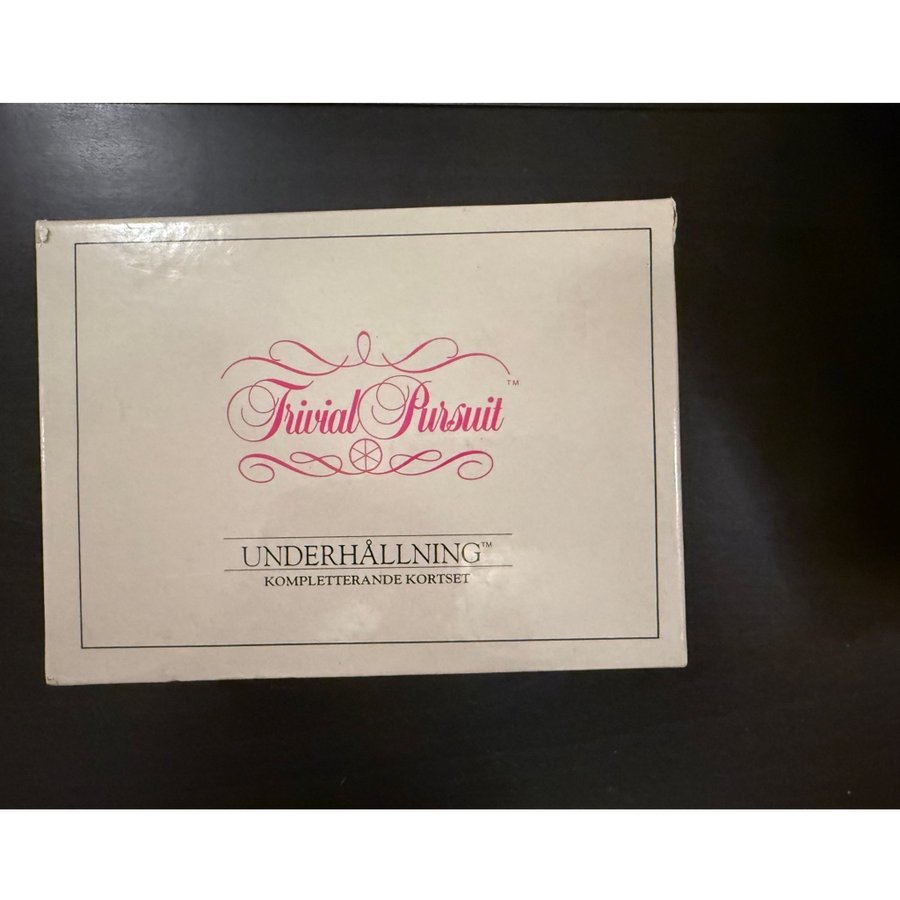 Trivial Pursuit™
UNDERHÅLLNING™
KOMPLETTERANDE KORTSET